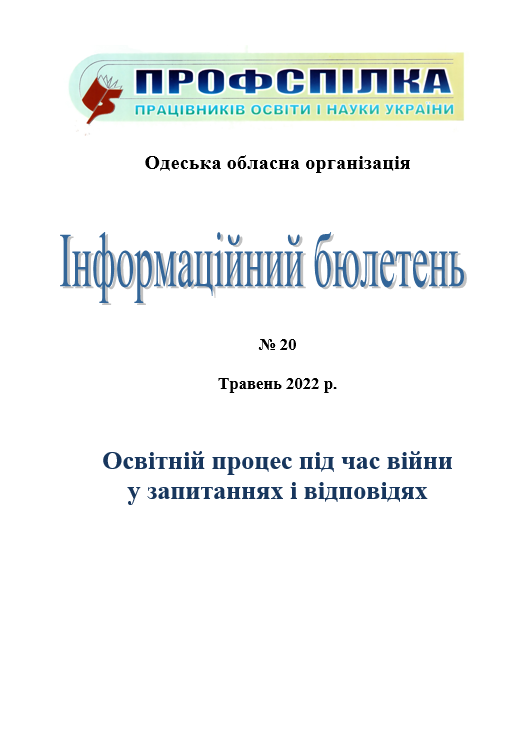 ПРОФСПІЛКА
ПРАЦІВНИКІВ ОСВІТИ І НАУКИ УКРАЇНИ
Одеська обласна організація
Інформаційний бюлетень
№ 20
Травень 2022 р.
Освітній процес під час війни
у запитаннях і відповідях